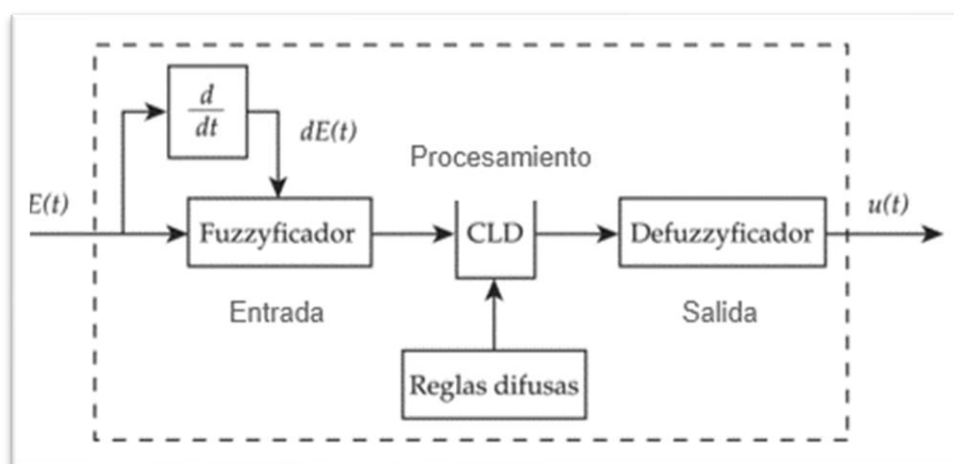 d
dt
dE(t)
Procesamiento
E(t)
Fuzzyficador
CLD
Defuzzyficador
u(t)
Entrada
Salida
Reglas difusas